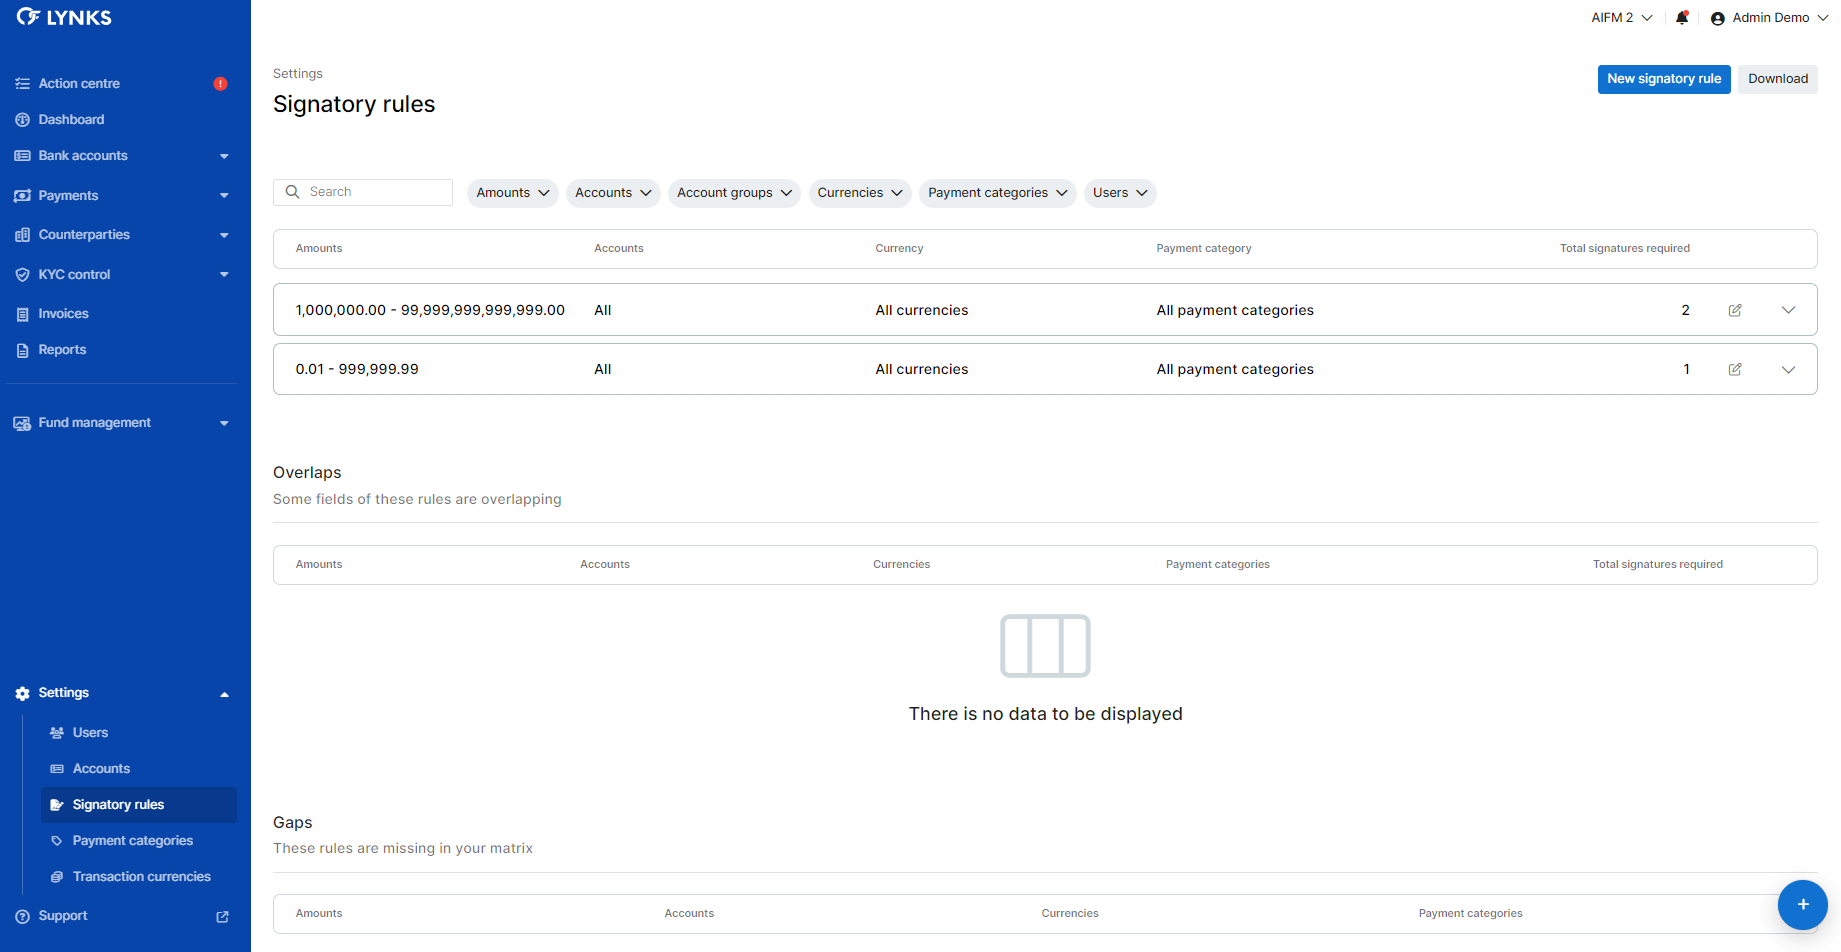 LYNKS
AIFM 2
Admin Demo
Action centre
!
Dashboard
Bank accounts
Payments
Counterparties
KYC control
Invoices
Reports
Fund management
Settings
Users
Accounts
Signatory rules
Payment categories
Transaction currencies
Support
Settings
New signatory rule
Download
Signatory rules
Search
Amounts
Accounts
Account groups
Currencies
Payment categories
Users
Amounts Accounts Currency Payment category Total signatures required
1,000,000.00 - 99,999,999,999,999.00 All All currencies All payment categories 2
0.01 - 999,999.99 All All currencies All payment categories 1
Overlaps
Some fields of these rules are overlapping
Amounts Accounts Currencies Payment categories Total signatures required
There is no data to be displayed
Gaps
These rules are missing in your matrix
Amounts Accounts Currencies Payment categories
+